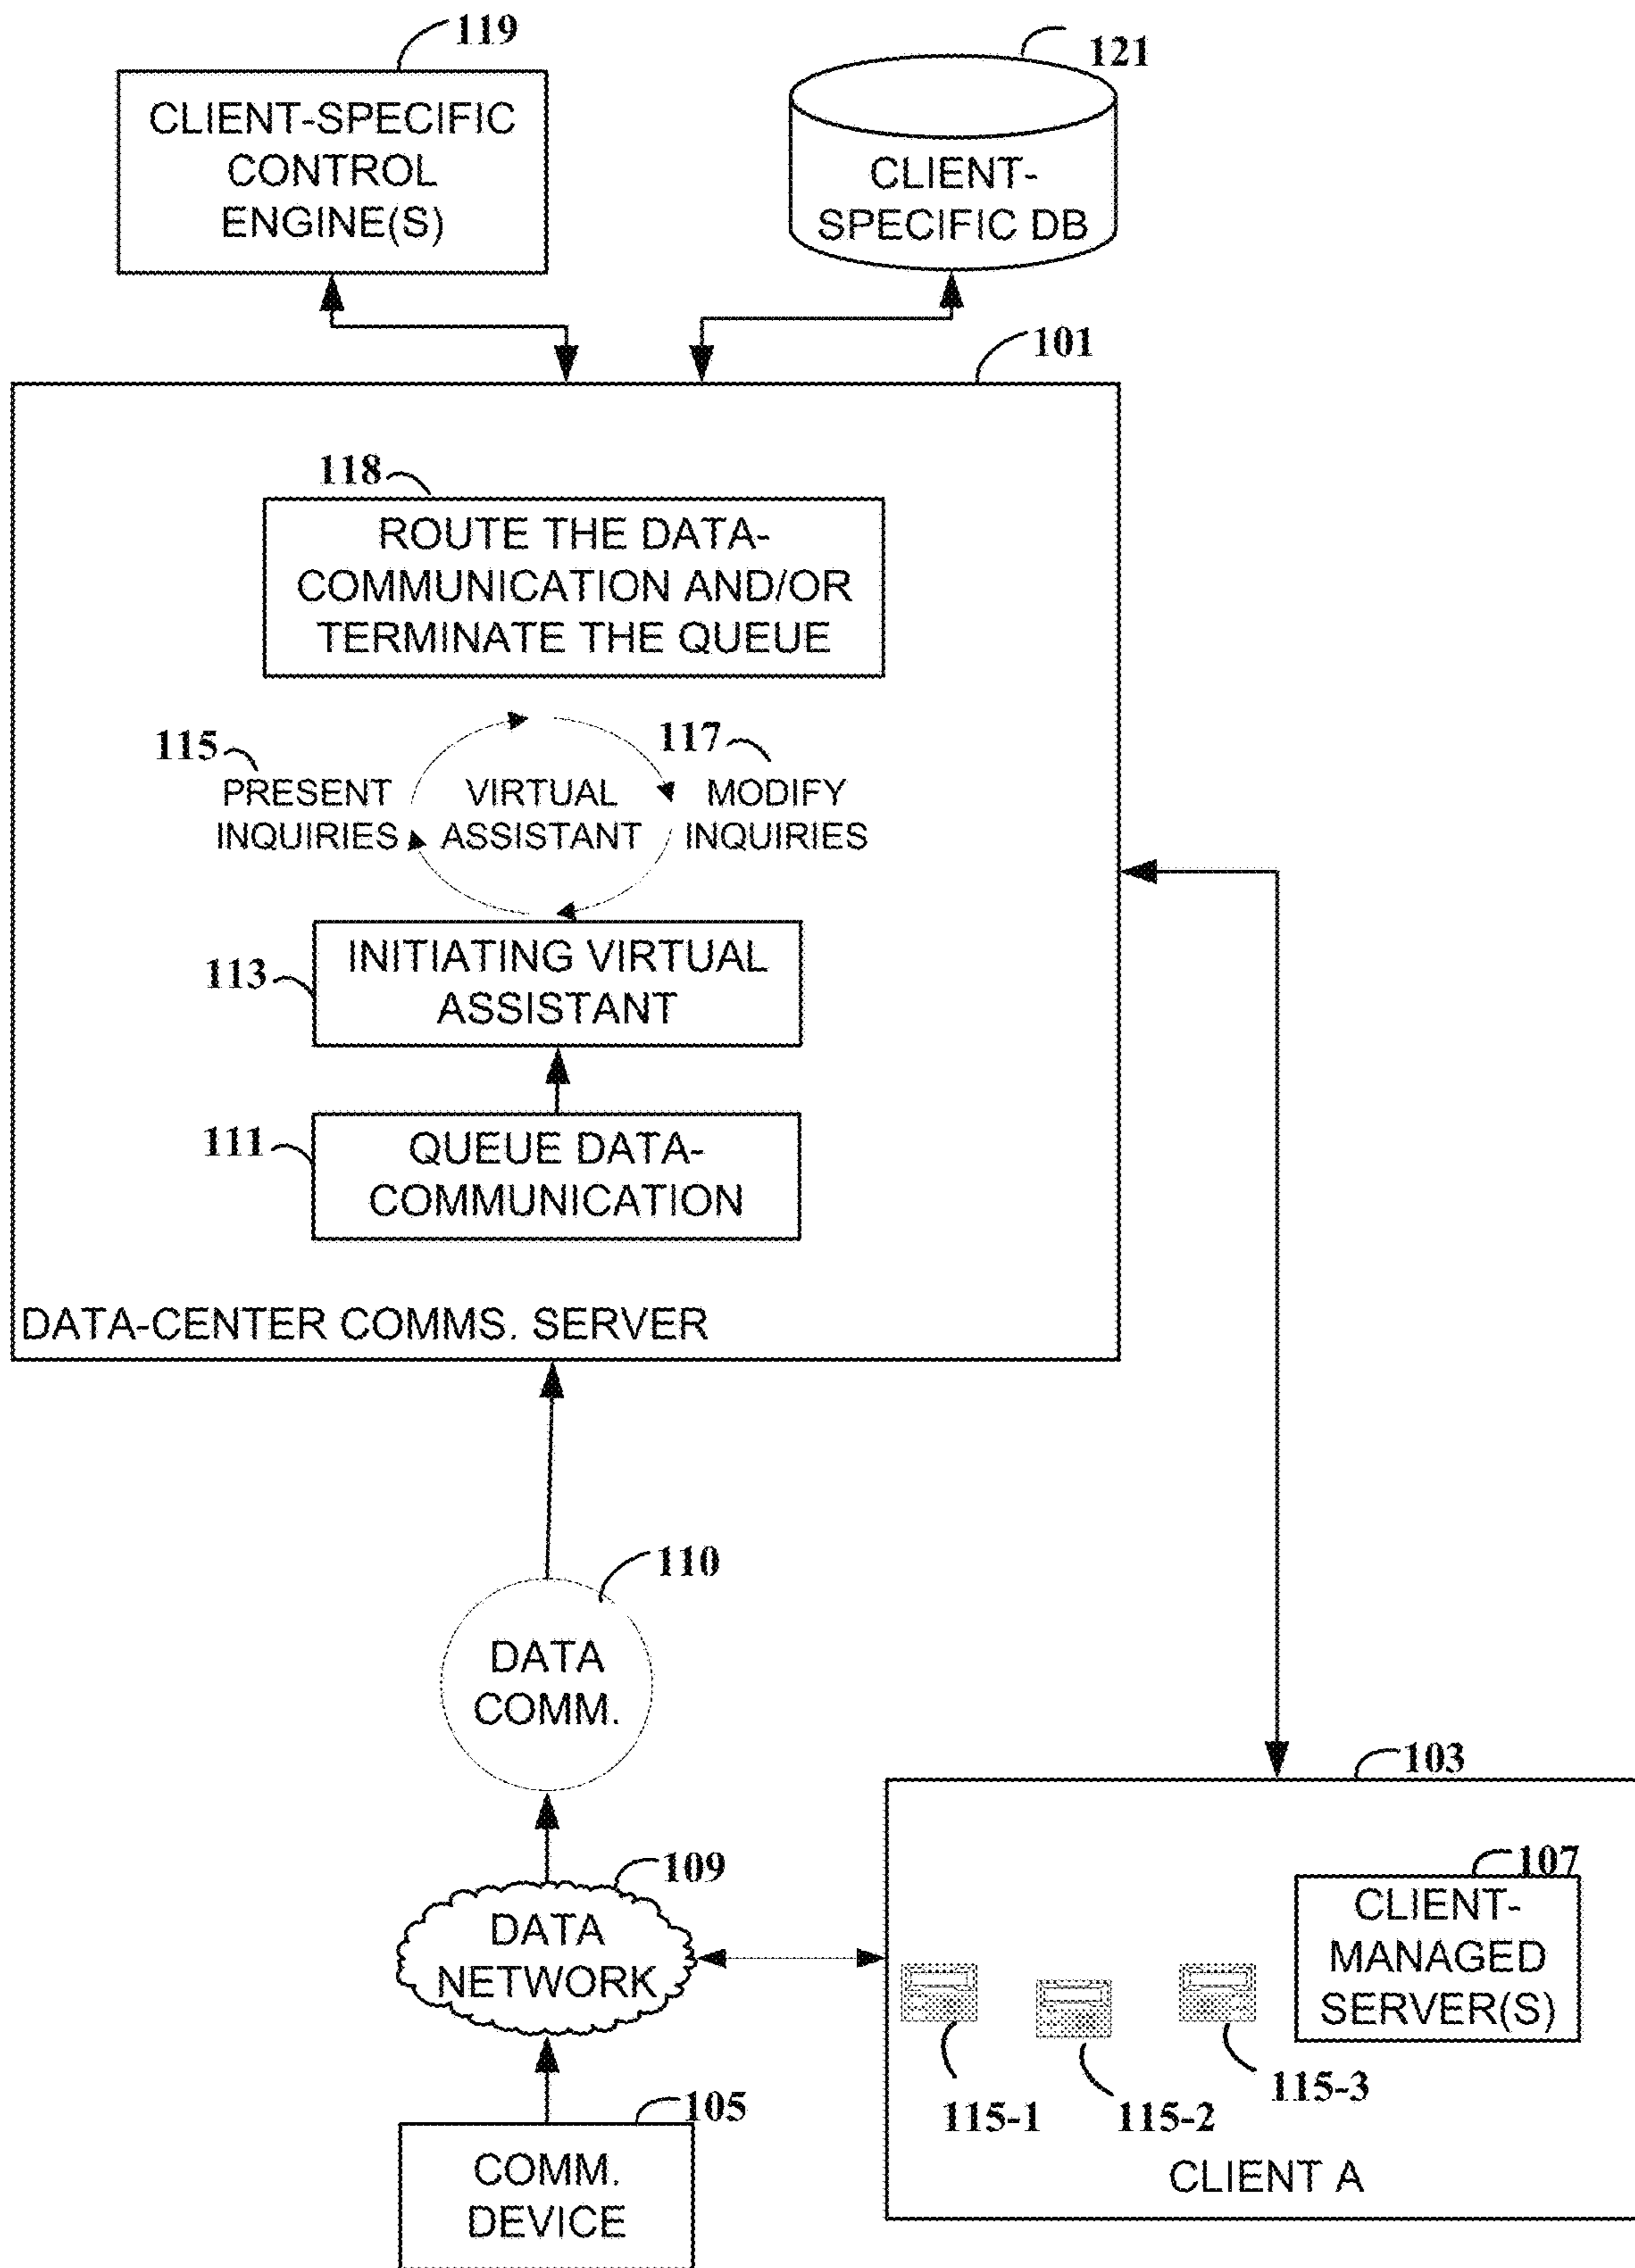 119
CLIENT-SPECIFIC
CONTROL
ENGINE(S)
121
CLIENT-
SPECIFIC DB
101
118
ROUTE THE DATA-
COMMUNICATION AND/OR
TERMINATE THE QUEUE
115
PRESENT
INQUIRIES
VIRTUAL
ASSISTANT
117
MODIFY
INQUIRIES
113
INITIATING VIRTUAL
ASSISTANT
111
QUEUE DATA-
COMMUNICATION
DATA-CENTER COMMS. SERVER
110
DATA
COMM.
109
DATA
NETWORK
105
COMM.
DEVICE
103
107
CLIENT-
MANAGED
SERVER(S)
115-1
115-2
115-3
CLIENT A